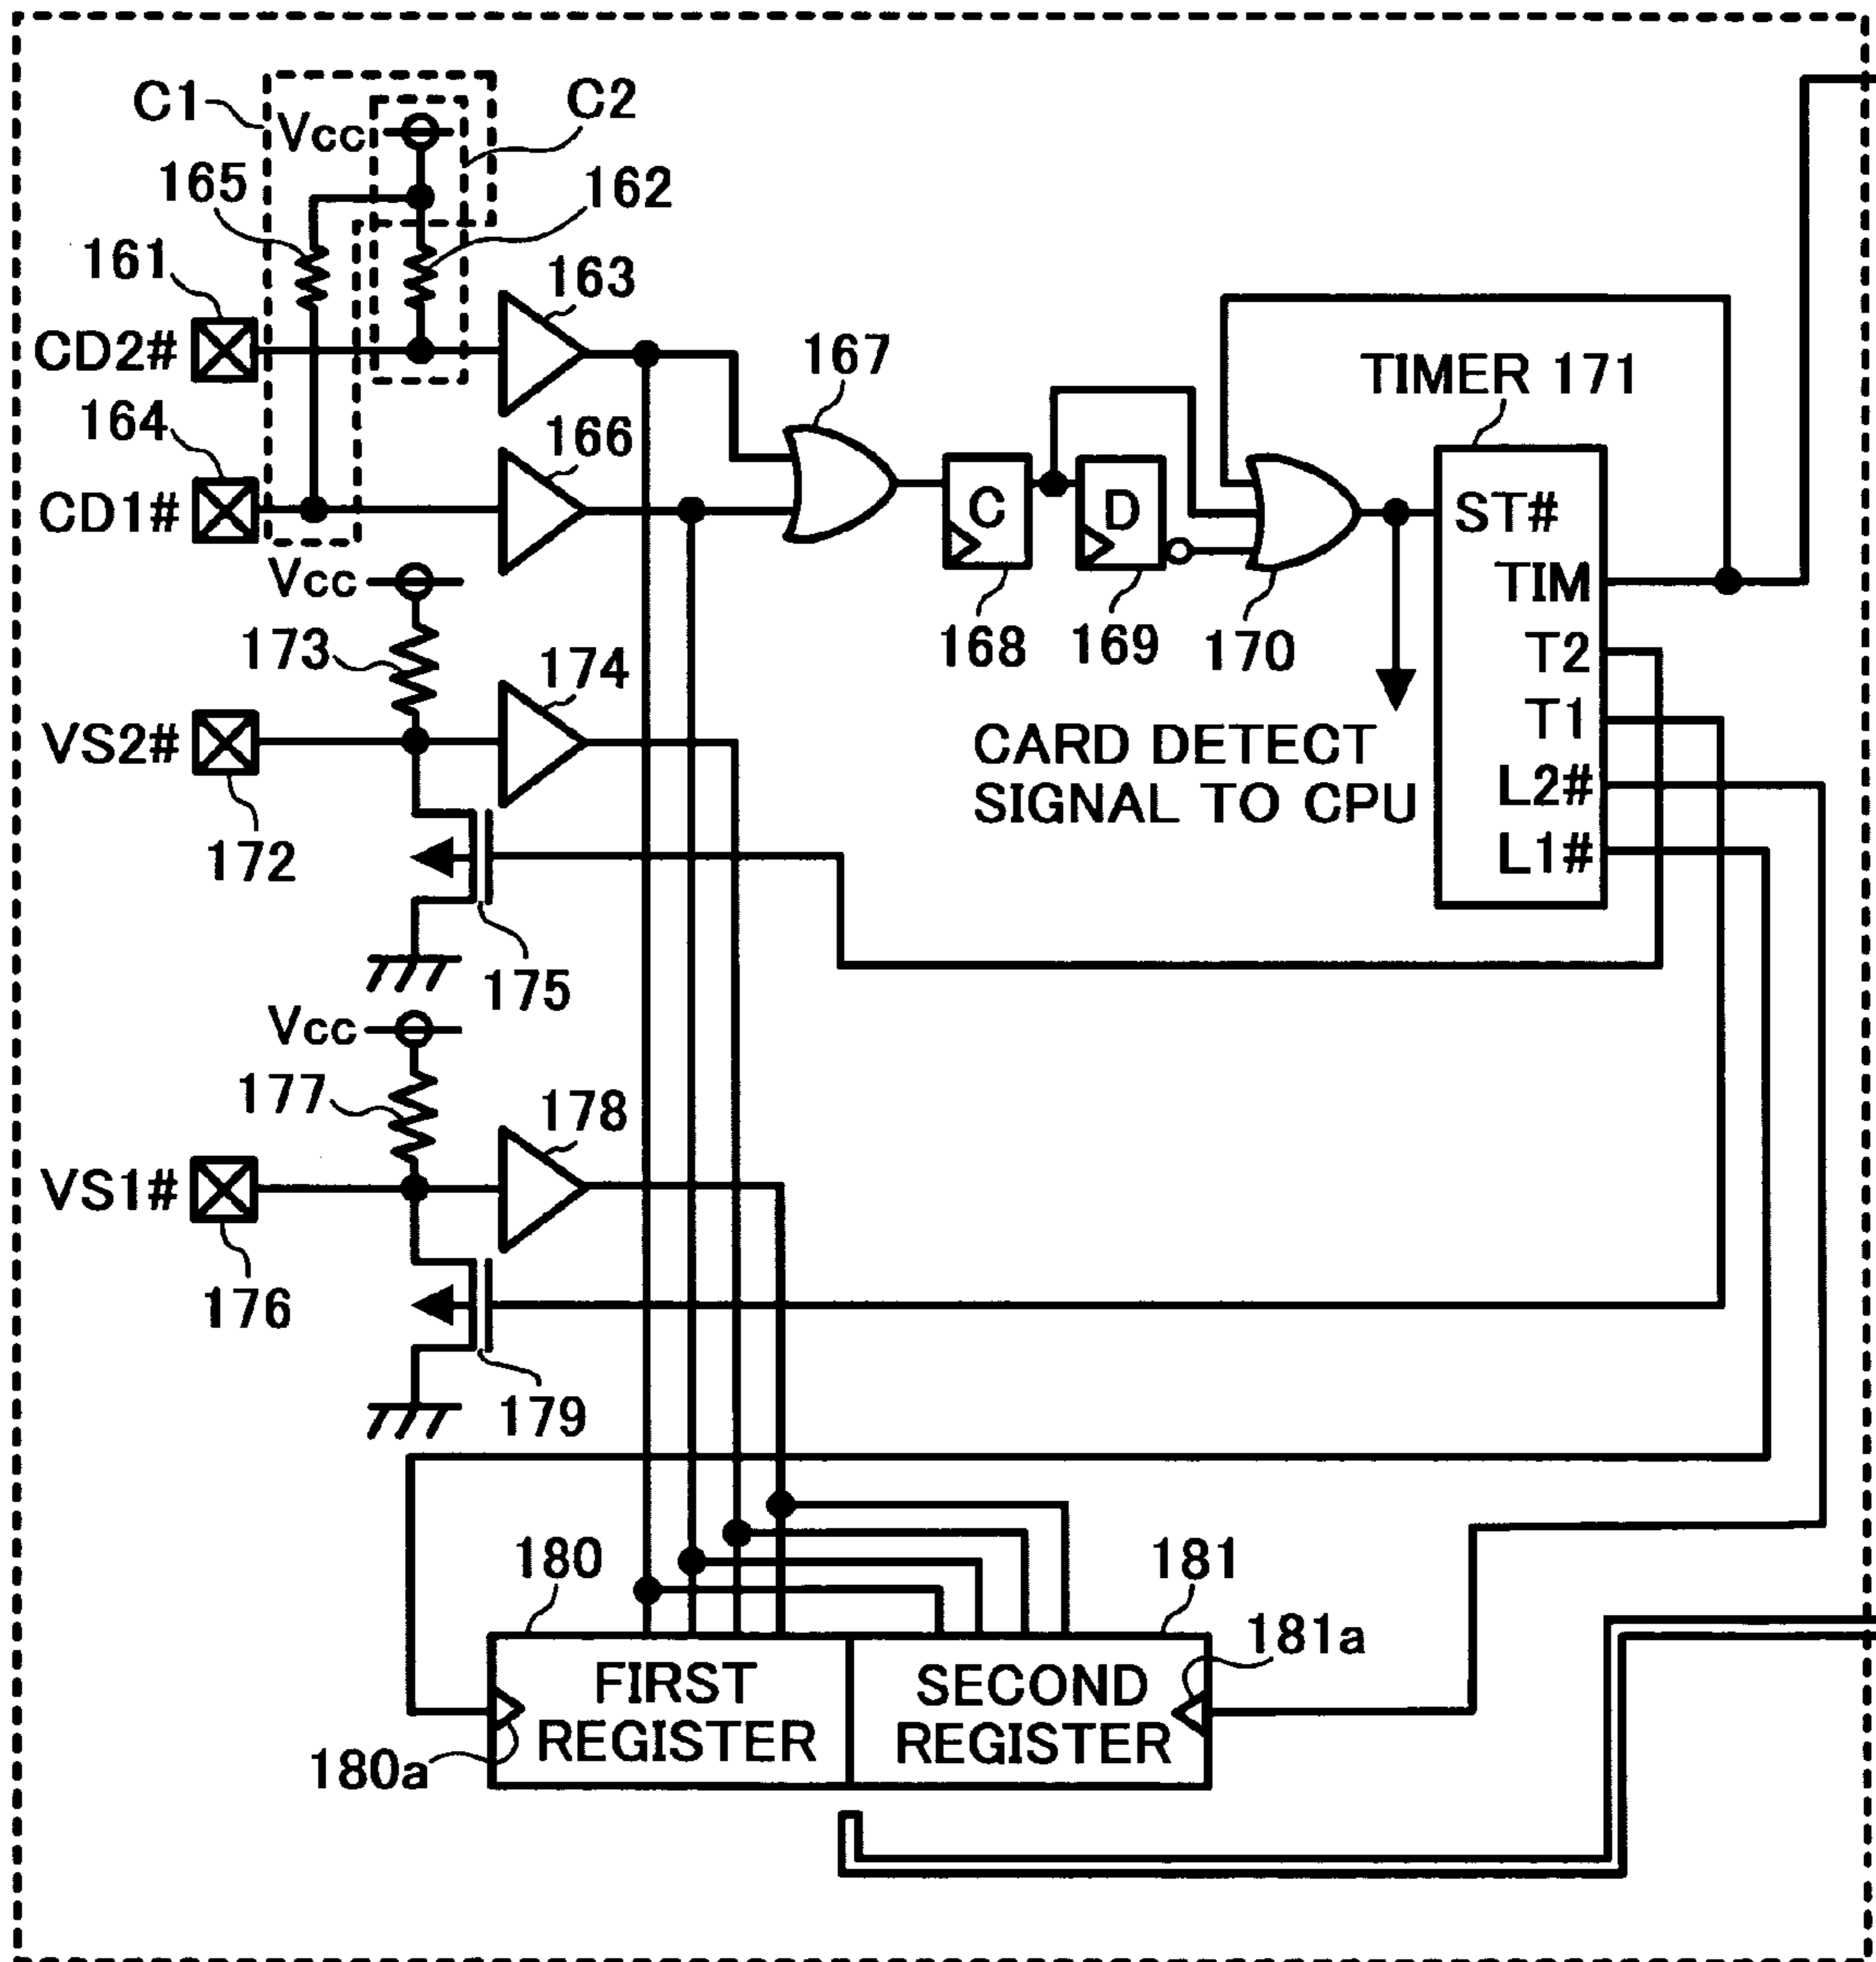 C1
C2
Vcc
165
162
161
163
CD2#
167
TIMER 171
164
166
CD1#
C
D
ST#
Vcc
TIM
173
174
168
169
170
T2
T1
VS2#
CARD DETECT
SIGNAL TO CPU
L2#
172
L1#
175
Vcc
177
178
VS1#
176
179
180
181
181a
FIRST
REGISTER
SECOND
REGISTER
180a